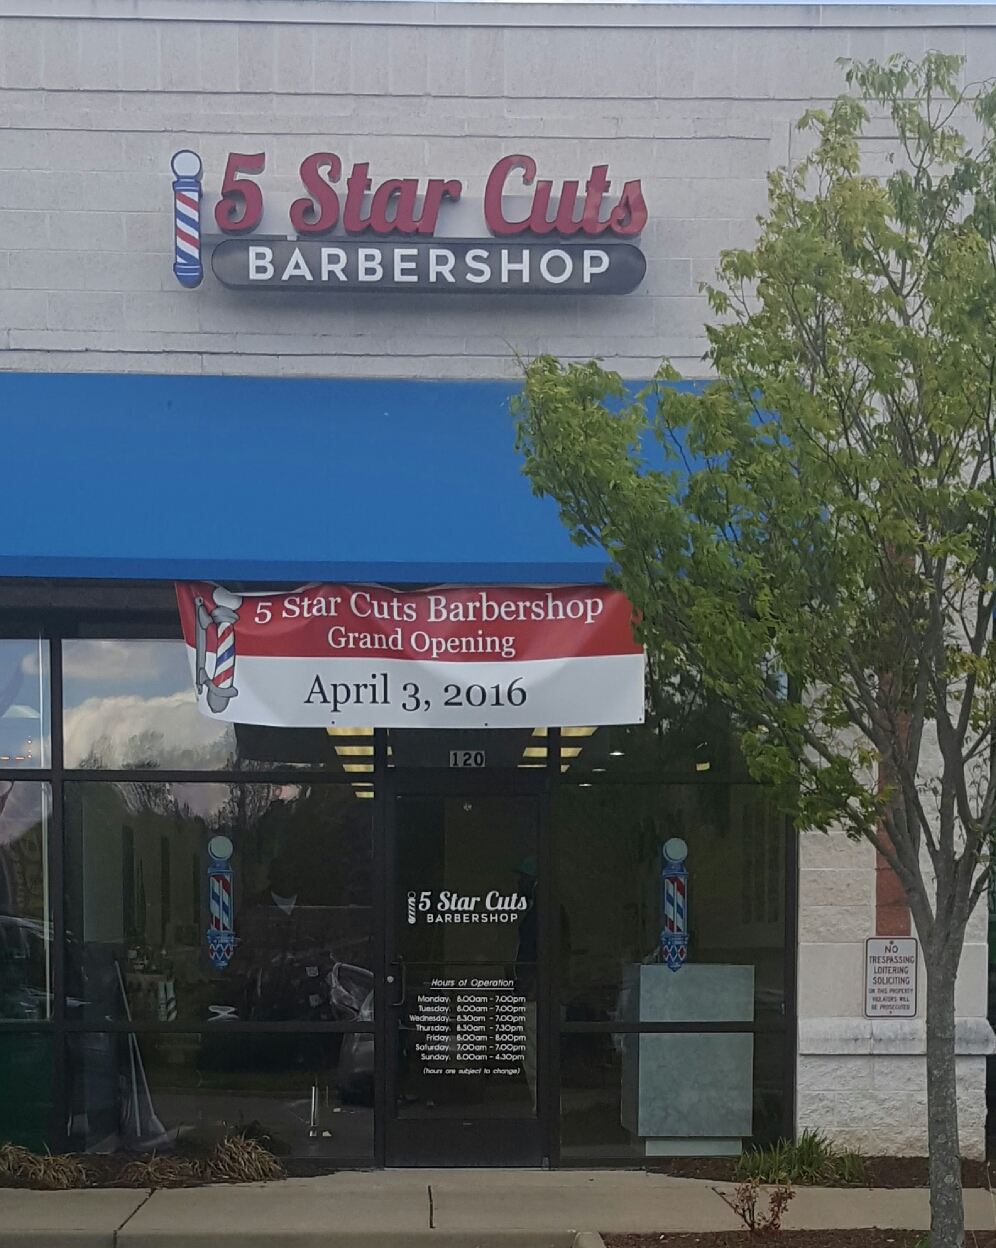 5 Star Cuts
BARBERSHOP
5 Star Cuts Barbershop
Grand Opening
April 3, 2016
120
5 Star Cuts
BARBERSHOP
Hours of Operation
Monday: 8.00am - 7.00pm
Tuesday: 8.00am - 7.00pm
Wednesday: 8.30am - 7.00pm
Thursday: 8.30am - 7.30pm
Friday: 8.00am - 8.00pm
Saturday: 7.00am - 7.00pm
Sunday: 8.00am - 4.30pm
(hours are subject to change)
NO
TRESPASSING
LOITERING
SOLICITING
ON THIS PROPERTY
VIOLATORS WILL
BE PROSECUTED